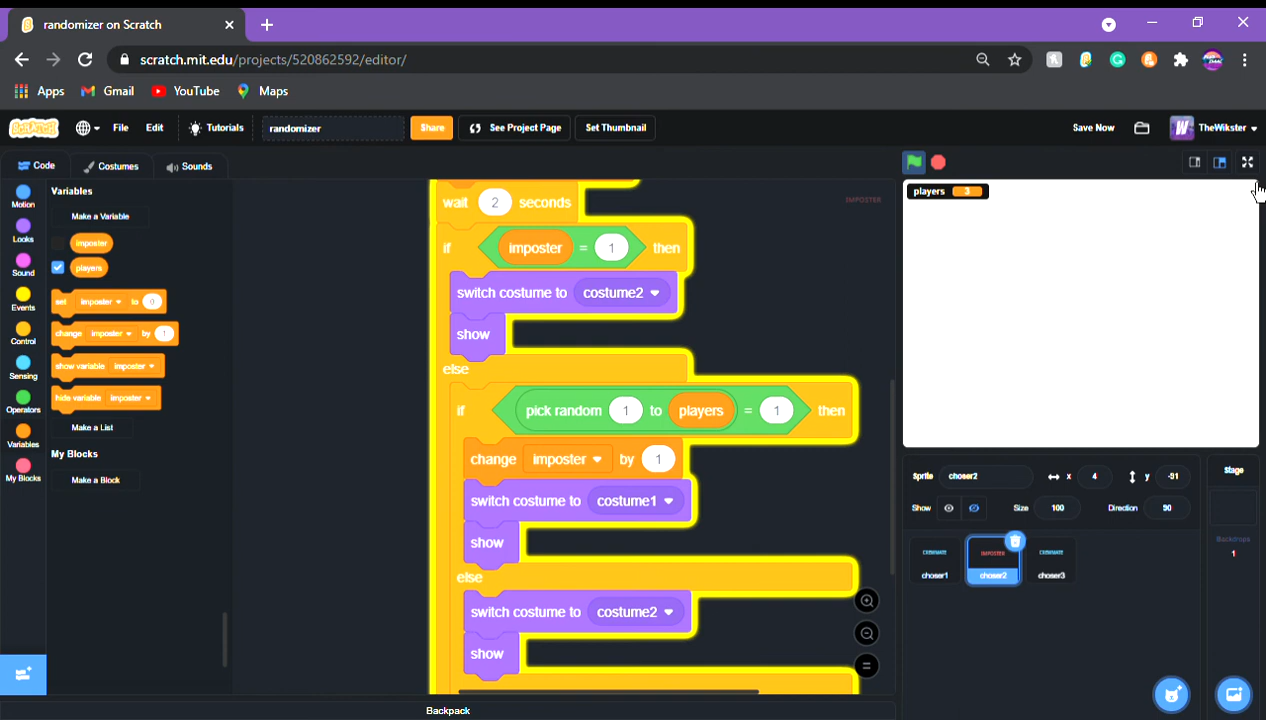 randomizer on Scratch
scratch.mit.edu/projects/520862592/editor/
Apps Gmail YouTube Maps
SCRATCH File Edit Tutorials randomizer Share See Project Page Set Thumbnail Save Now W TheWikster
Code Costumes Sounds
Motion
Looks
Sound
Events
Control
Sensing
Operators
Variables
My Blocks
Variables
Make a Variable
imposter
players
set imposter to 0
change imposter by 1
show variable imposter
hide variable imposter
Make a List
My Blocks
Make a Block
wait 2 seconds
if imposter = 1 then
switch costume to costume2
show
else
if pick random 1 to players = 1 then
change imposter by 1
switch costume to costume1
show
else
switch costume to costume2
show
IMPOSTER
players 3
Sprite choser2 x 4 y -91
Show Size 100 Direction 90
CREWMATE
choser1
IMPOSTER
choser2
CREWMATE
choser3
Stage
Backdrops
1
Backpack